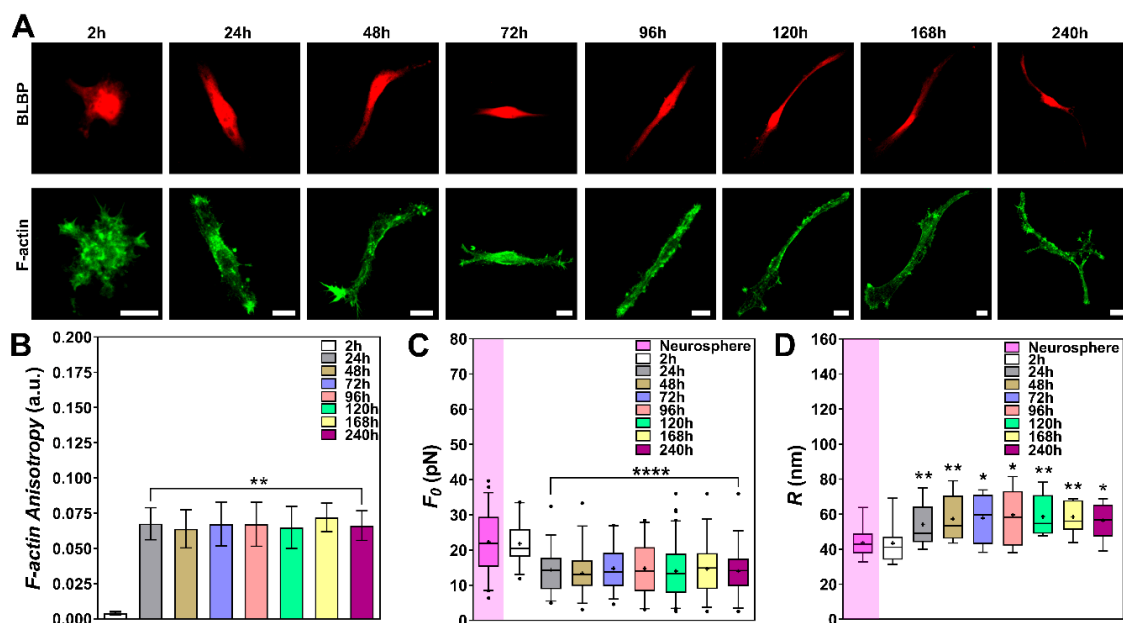 A
2h 24h 48h 72h 96h 120h 168h 240h
BLBP
F-actin
B
F-actin Anisotropy (a.u.)
0.200
0.175
0.150
0.125
0.100
0.075
0.050
0.025
0.000
2h
24h
48h
72h
96h
120h
168h
240h
**
C
F0 (pN)
80
70
60
50
40
30
20
10
0
Neurosphere
2h
24h
48h
72h
96h
120h
168h
240h
****
D
R (nm)
160
140
120
100
80
60
40
20
0
Neurosphere
2h
24h
48h
72h
96h
120h
168h
240h
** ** * * ** ** *